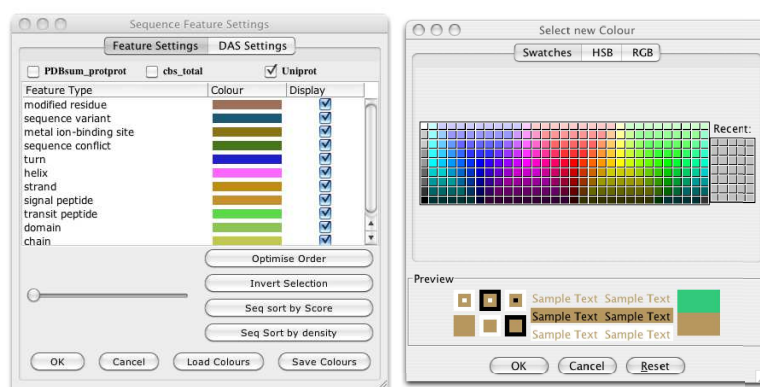 Sequence Feature Settings
Feature Settings DAS Settings
PDBsum_protprot cbs_total Uniprot
Feature Type Colour Display
modified residue
sequence variant
metal ion-binding site
sequence conflict
turn
helix
strand
signal peptide
transit peptide
domain
chain
Optimise Order
Invert Selection
Seq sort by Score
Seq Sort by density
OK Cancel Load Colours Save Colours
Select new Colour
Swatches HSB RGB
Recent:
Preview
Sample Text Sample Text
Sample Text Sample Text
Sample Text Sample Text
OK Cancel Reset